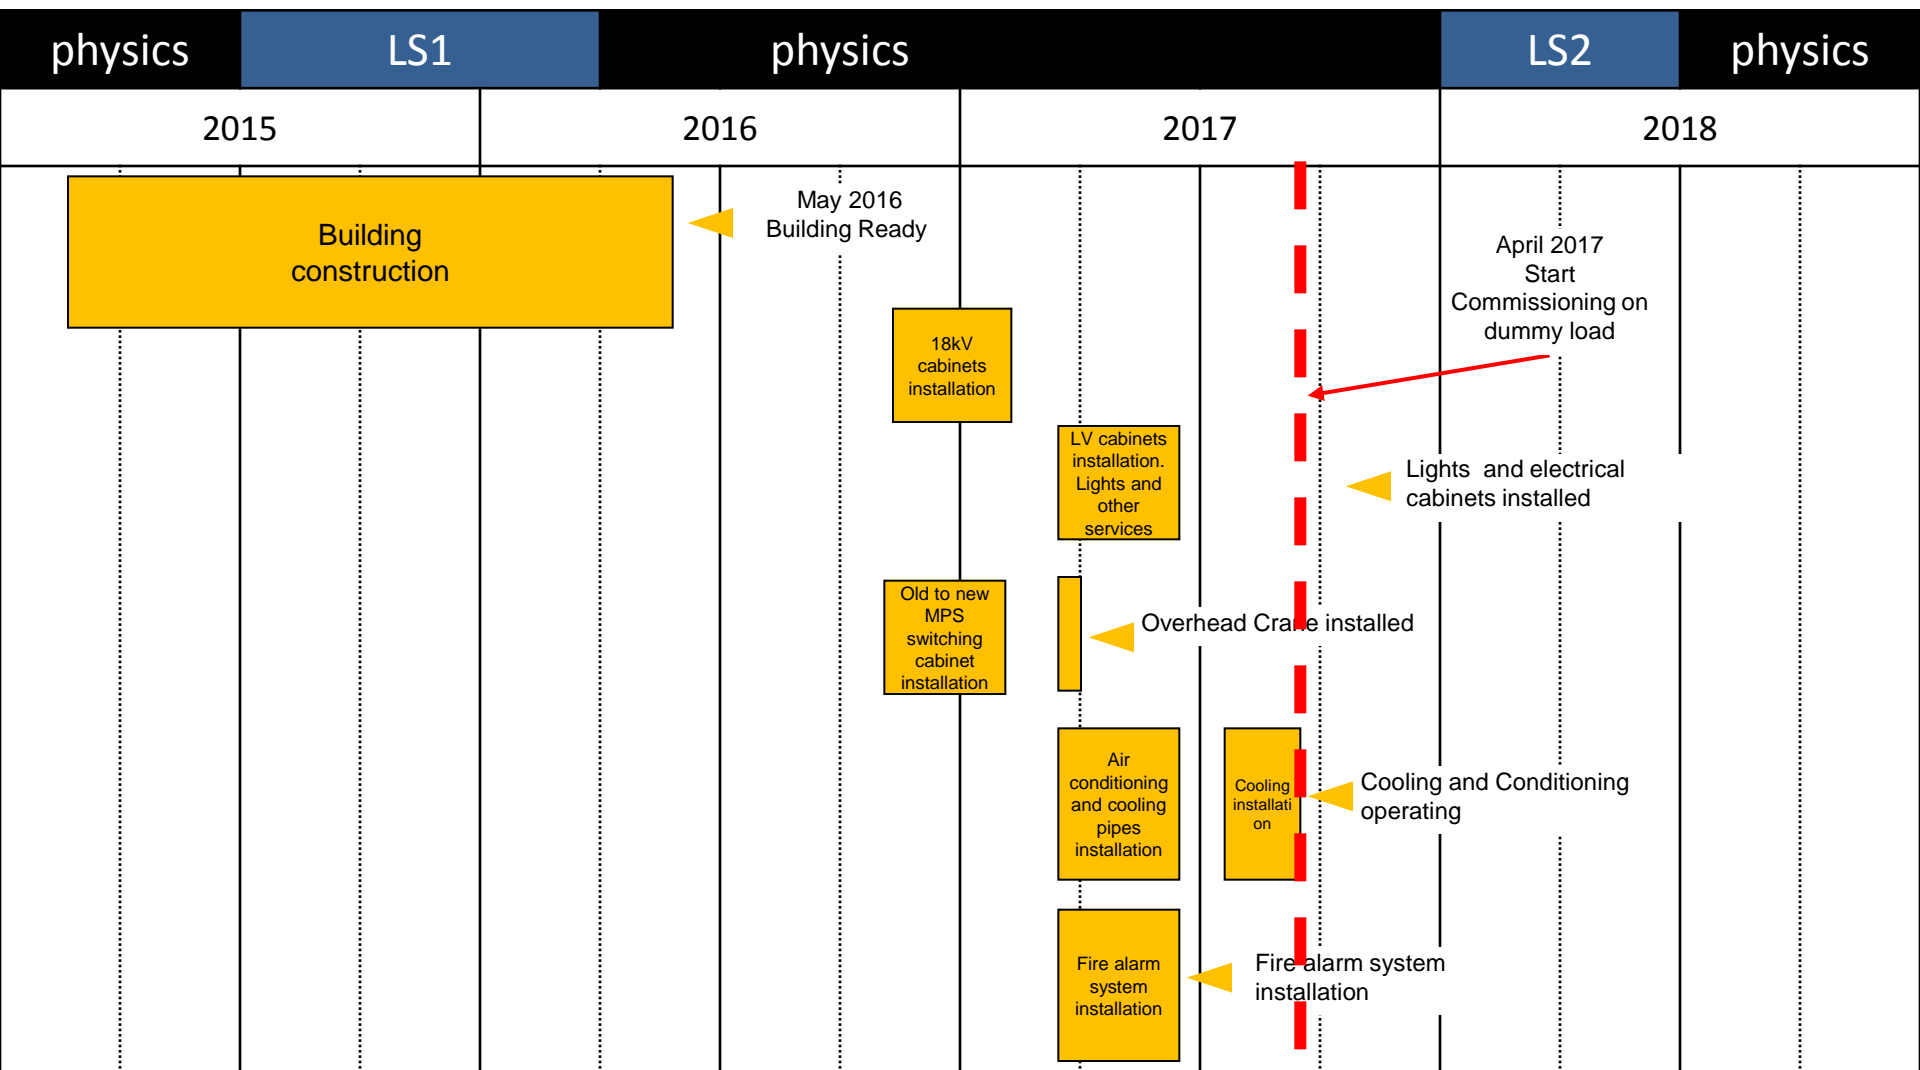 physics LS1 physics LS2 physics
2015 2016 2017 2018
Building
construction
May 2016
Building Ready
April 2017
Start
Commissioning on
dummy load
18kV
cabinets
installation
LV cabinets
installation.
Lights and
other
services
Lights and electrical
cabinets installed
Old to new
MPS
switching
cabinet
installation
Overhead Crane installed
Air
conditioning
and cooling
pipes
installation
Cooling
installati
on
Cooling and Conditioning
operating
Fire alarm
system
installation
Fire alarm system
installation